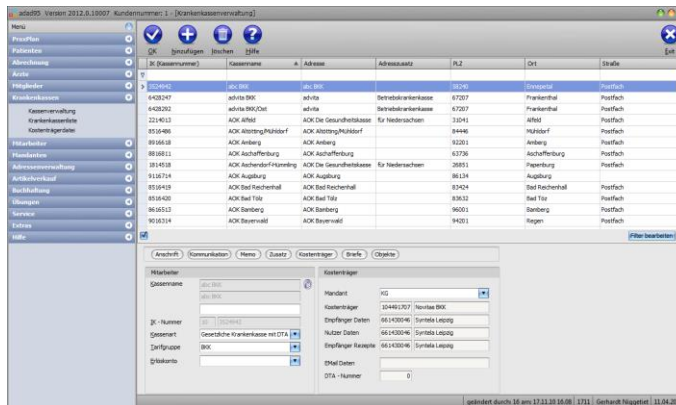 adad95 Version 2012.0.10007 Kundennummer: 1 - [Krankenkassenverwaltung]
Menü
PraxPlan
Patienten
Abrechnung
Ärzte
Mitglieder
Krankenkassen
Kassenverwaltung
Krankenkassenliste
Kostenträgerdatei
Mitarbeiter
Mandanten
Adressenverwaltung
Artikelverkauf
Buchhaltung
Übungen
Service
Extras
Hilfe
OK hinzufügen löschen Hilfe Exit
IK (Kassennummer) Kassenname Adresse Adresszusatz PLZ Ort Straße
3524942 abc BKK abc BKK 58256 Ennepetal Postfach
6428247 advita BKK advita Betriebskrankenkasse 67207 Frankenthal Postfach
6428292 advita BKK/Ost advita Betriebskrankenkasse 67207 Frankenthal Postfach
2214013 AOK Alfeld AOK Die Gesundheitskasse für Niedersachsen 31041 Alfeld Postfach
8516486 AOK Altötting/Mühldorf AOK Altötting/Mühldorf 84446 Mühldorf Postfach
8916618 AOK Amberg AOK Amberg 92201 Amberg Postfach
8816811 AOK Aschaffenburg AOK Aschaffenburg 63736 Aschaffenburg Postfach
1814518 AOK Aschendorf-Hümmling AOK Die Gesundheitskasse für Niedersachsen 26851 Papenburg Postfach
9116714 AOK Augsburg AOK Augsburg 86134 Augsburg
8516419 AOK Bad Reichenhall AOK Bad Reichenhall 83424 Bad Reichenhall Postfach
8516420 AOK Bad Tölz AOK Bad Tölz 83632 Bad Tölz Postfach
8616513 AOK Bamberg AOK Bamberg 96001 Bamberg Postfach
9016314 AOK Bayerwald AOK Bayerwald 94201 Regen Postfach
Filter bearbeiten
Anschrift Kommunikation Memo Zusatz Kostenträger Briefe Objekte
Mitarbeiter
Kassenname abc BKK
abc BKK
IK - Nummer 10 3524942
Kassenart Gesetzliche Krankenkasse mit DTA
Tarifgruppe BKK
Erlöskonto
Kostenträger
Mandant KG
Kostenträger 104491707 Novitas BKK
Empfänger Daten 661430046 Syntela Leipzig
Nutzer Daten 661430046 Syntela Leipzig
Empfänger Rezepte 661430046 Syntela Leipzig
EMail Daten
DTA - Nummer 0
geändert durch: 16 am: 17.11.10 16.08 1711 Gerhardt Niggetiet 11.04.20